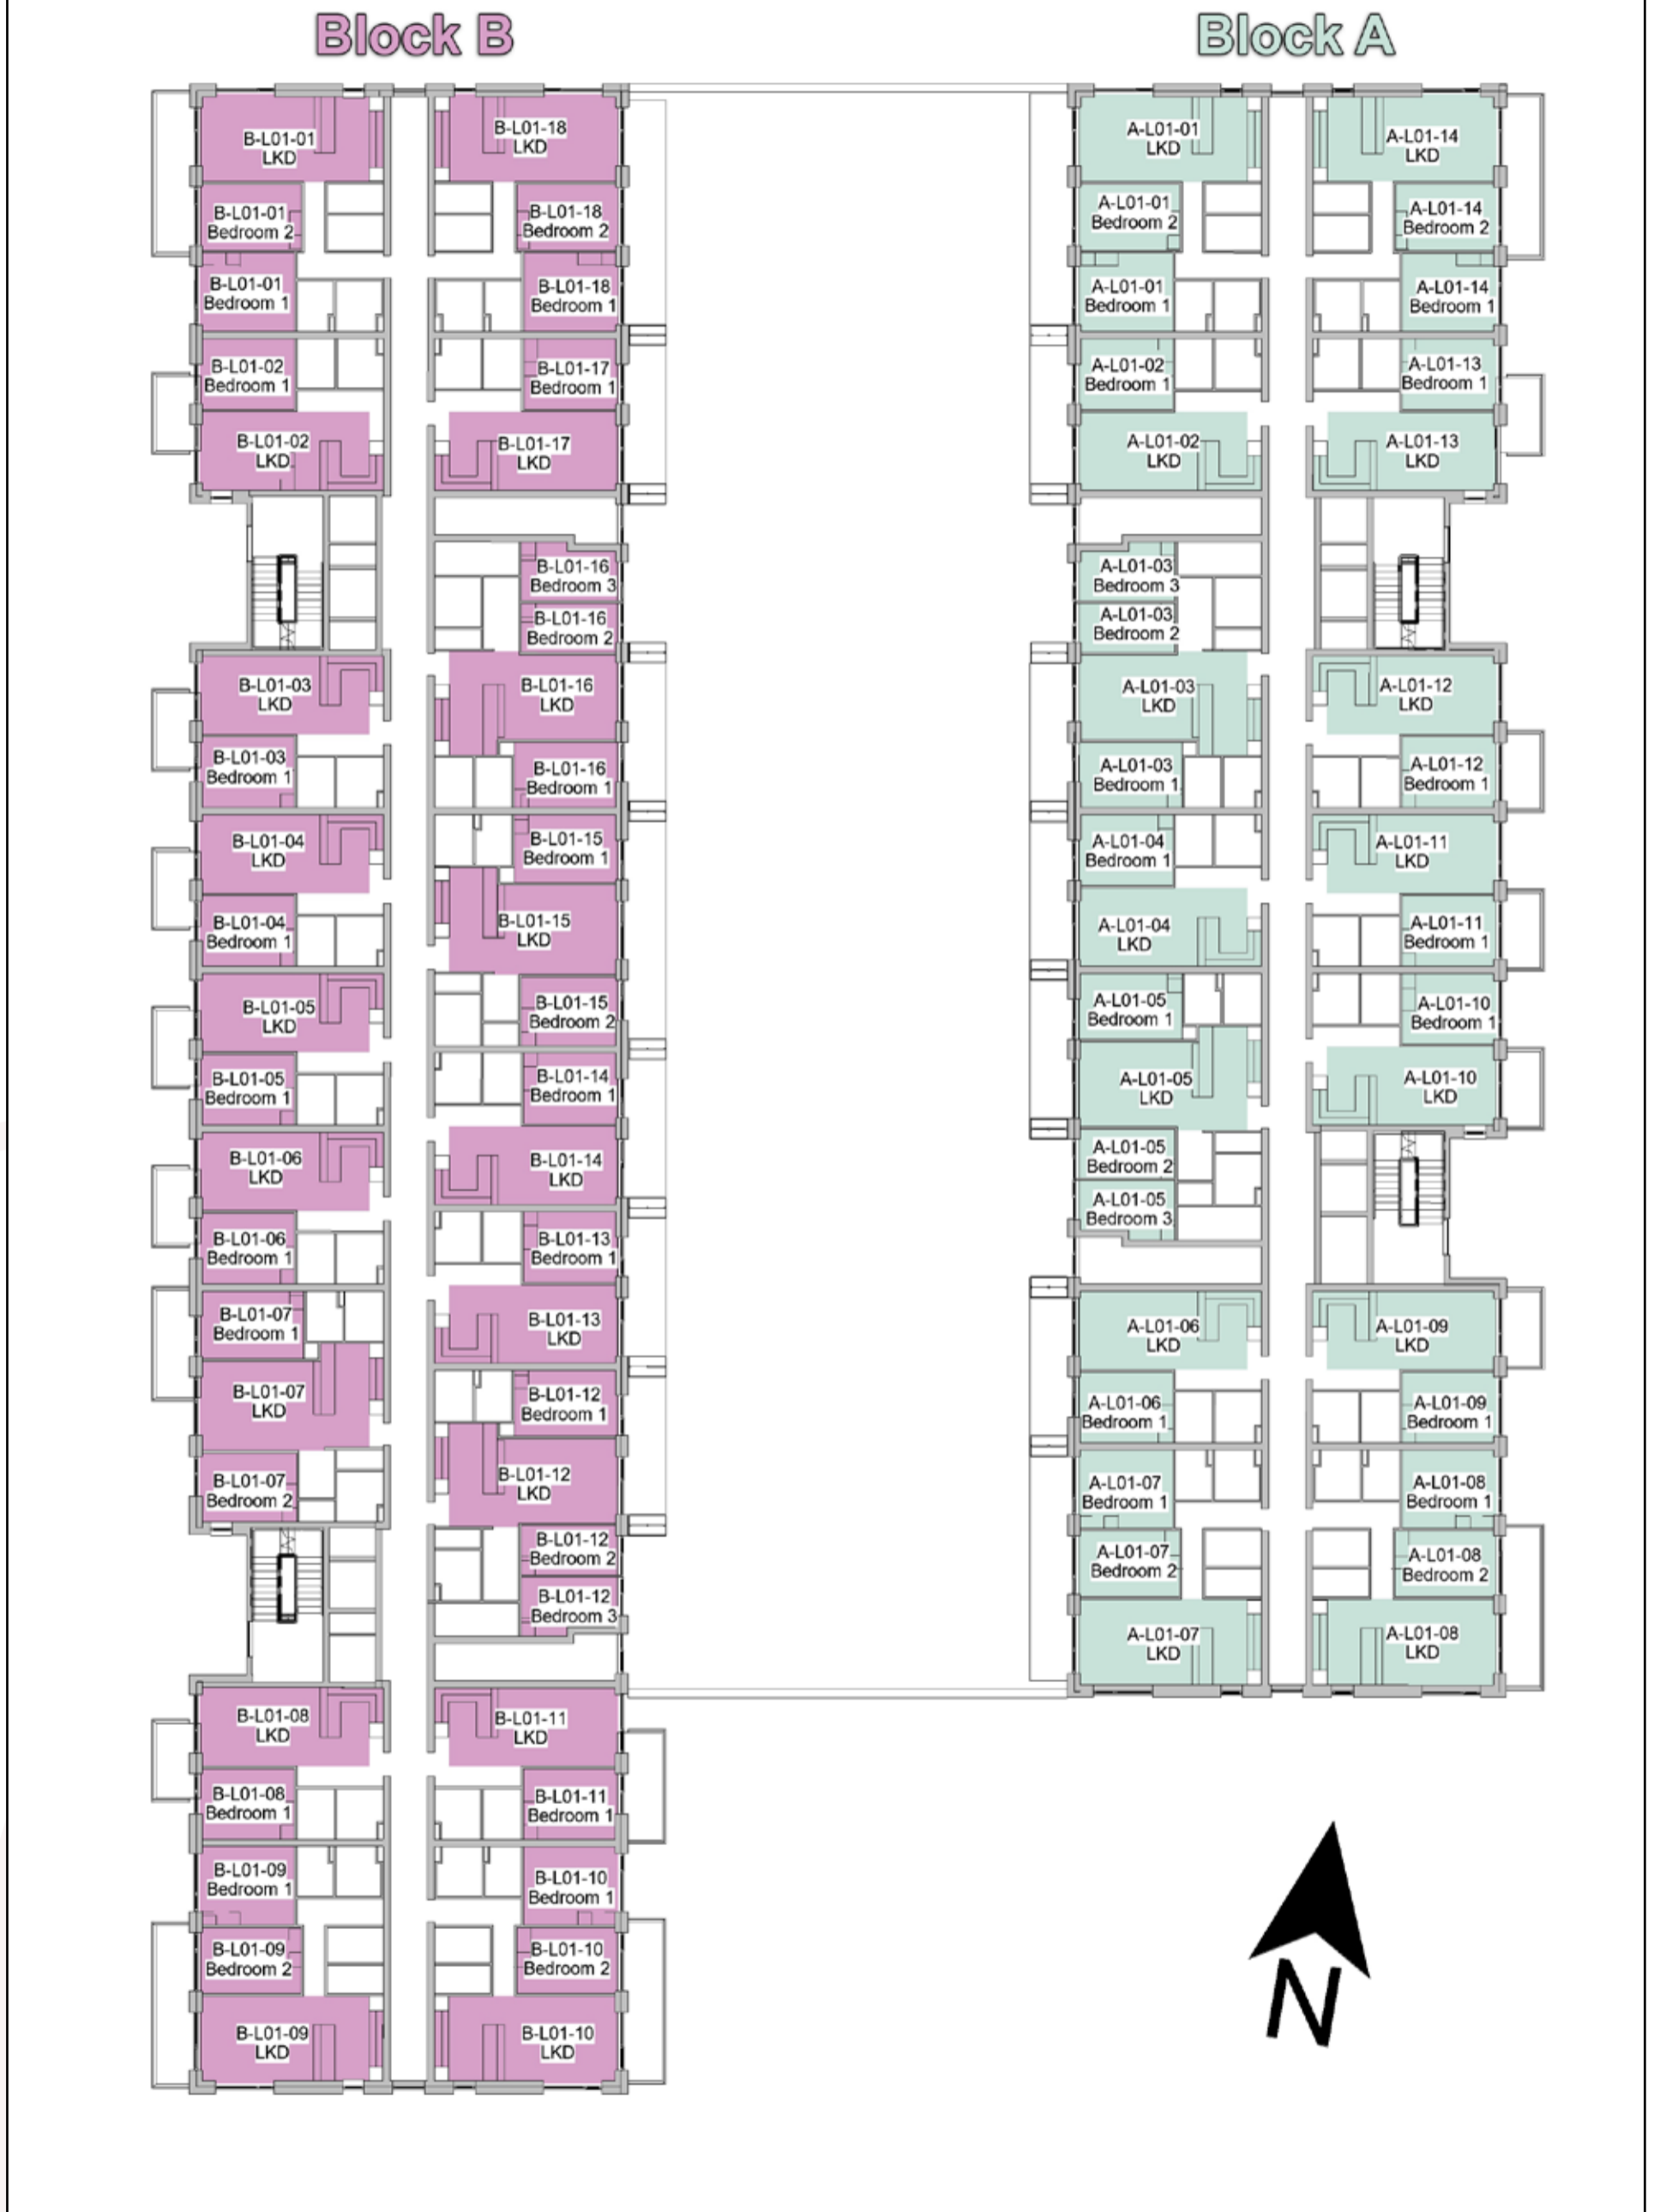 Block B
B-L01-01
LKD
B-L01-18
LKD
B-L01-01
Bedroom 2
B-L01-18
Bedroom 2
B-L01-01
Bedroom 1
B-L01-18
Bedroom 1
B-L01-02
Bedroom 1
B-L01-17
Bedroom 1
B-L01-02
LKD
B-L01-17
LKD
B-L01-16
Bedroom 3
B-L01-16
Bedroom 2
B-L01-03
LKD
B-L01-16
LKD
B-L01-03
Bedroom 1
B-L01-16
Bedroom 1
B-L01-04
LKD
B-L01-15
Bedroom 1
B-L01-04
Bedroom 1
B-L01-15
LKD
B-L01-05
LKD
B-L01-15
Bedroom 2
B-L01-05
Bedroom 1
B-L01-14
Bedroom 1
B-L01-06
LKD
B-L01-14
LKD
B-L01-06
Bedroom 1
B-L01-13
Bedroom 1
B-L01-07
Bedroom 1
B-L01-13
LKD
B-L01-07
LKD
B-L01-12
Bedroom 1
B-L01-07
Bedroom 2
B-L01-12
LKD
B-L01-12
Bedroom 2
B-L01-12
Bedroom 3
B-L01-08
LKD
B-L01-11
LKD
B-L01-08
Bedroom 1
B-L01-11
Bedroom 1
B-L01-09
Bedroom 1
B-L01-10
Bedroom 1
B-L01-09
Bedroom 2
B-L01-10
Bedroom 2
B-L01-09
LKD
B-L01-10
LKD
Block A
A-L01-01
LKD
A-L01-14
LKD
A-L01-01
Bedroom 2
A-L01-14
Bedroom 2
A-L01-01
Bedroom 1
A-L01-14
Bedroom 1
A-L01-02
Bedroom 1
A-L01-13
Bedroom 1
A-L01-02
LKD
A-L01-13
LKD
A-L01-03
Bedroom 3
A-L01-03
Bedroom 2
A-L01-03
LKD
A-L01-12
LKD
A-L01-03
Bedroom 1
A-L01-12
Bedroom 1
A-L01-04
Bedroom 1
A-L01-11
LKD
A-L01-04
LKD
A-L01-11
Bedroom 1
A-L01-05
Bedroom 1
A-L01-10
Bedroom 1
A-L01-05
LKD
A-L01-10
LKD
A-L01-05
Bedroom 2
A-L01-05
Bedroom 3
A-L01-06
LKD
A-L01-09
LKD
A-L01-06
Bedroom 1
A-L01-09
Bedroom 1
A-L01-07
Bedroom 1
A-L01-08
Bedroom 1
A-L01-07
Bedroom 2
A-L01-08
Bedroom 2
A-L01-07
LKD
A-L01-08
LKD
N